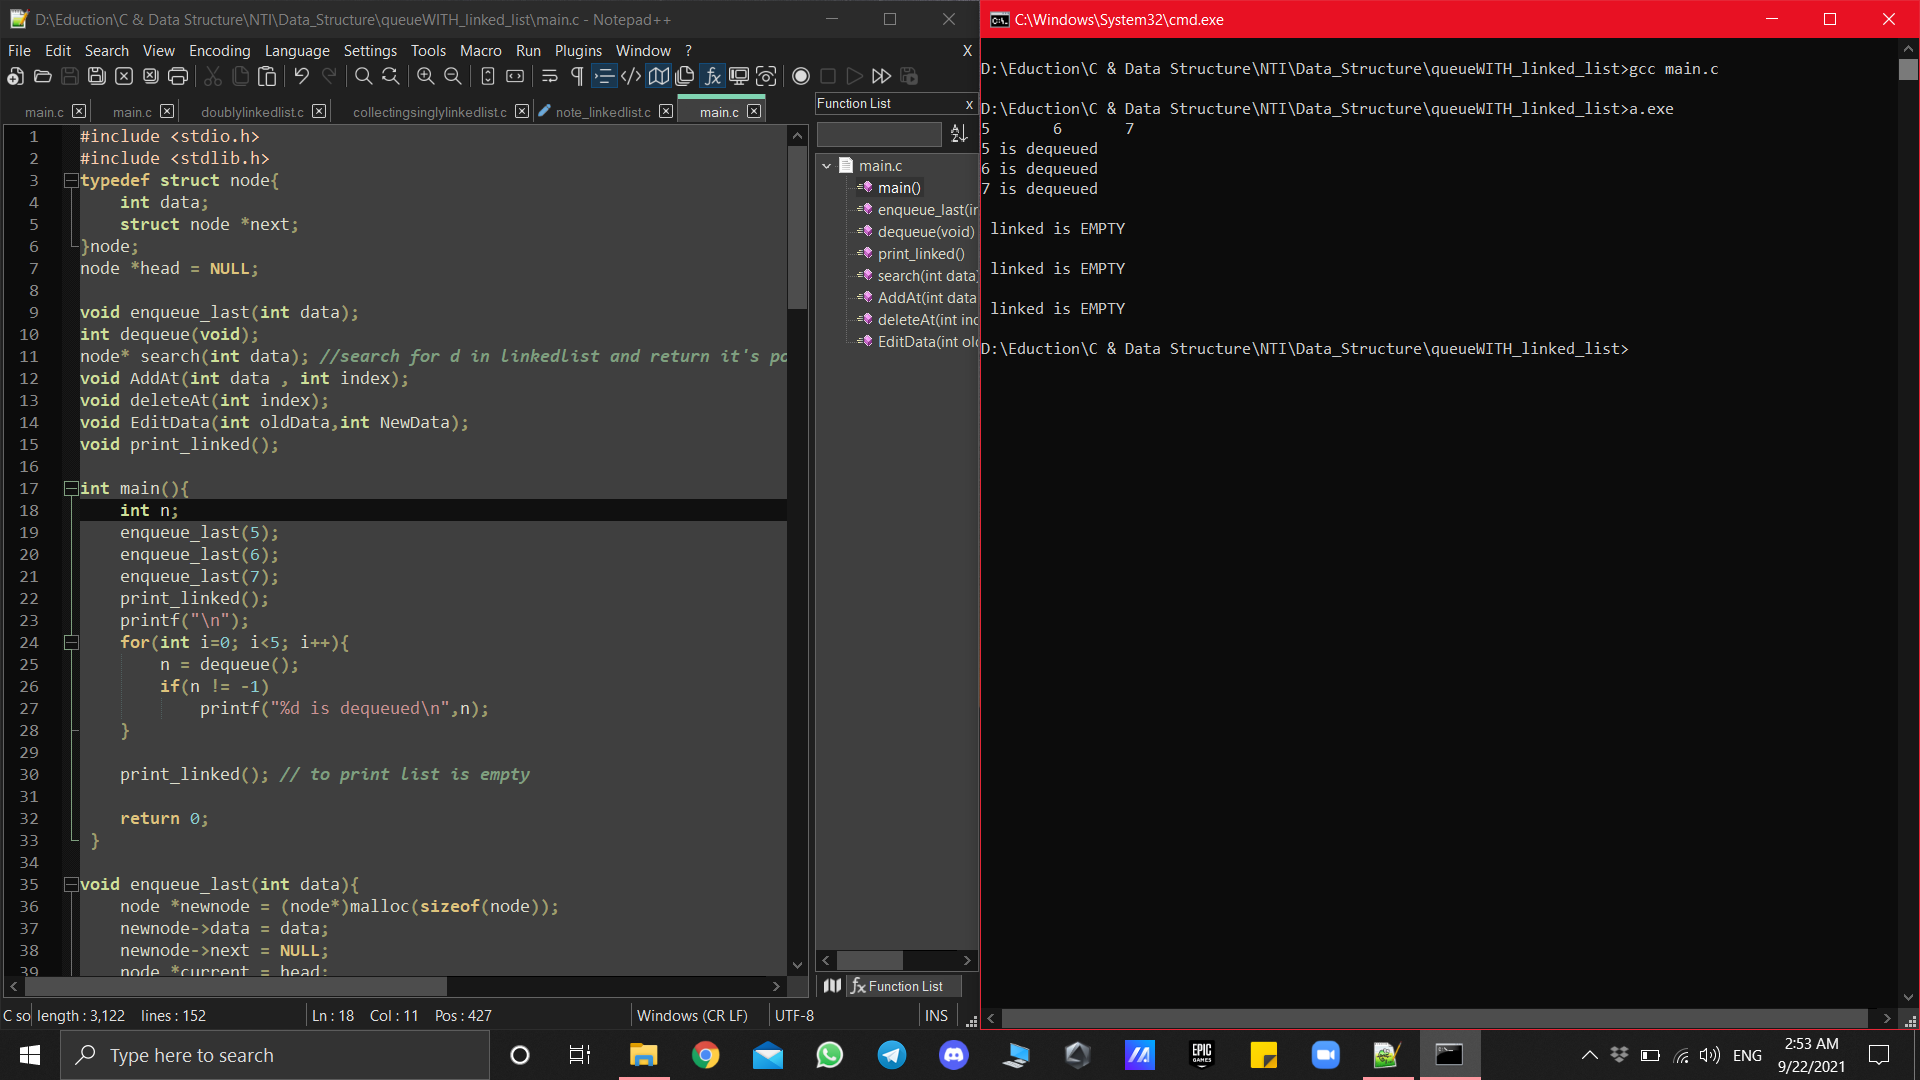 D:\Eduction\C & Data Structure\NTI\Data_Structure\queueWITH_linked_list\main.c - Notepad++
File Edit Search View Encoding Language Settings Tools Macro Run Plugins Window ? X
main.c main.c doublylinkedlist.c collectingsinglylinkedlist.c note_linkedlist.c main.c
1 #include <stdio.h>
2 #include <stdlib.h>
3 typedef struct node{
4 int data;
5 struct node *next;
6 }node;
7 node *head = NULL;
8
9 void enqueue_last(int data);
10 int dequeue(void);
11 node* search(int data); //search for d in linkedlist and return it's po
12 void AddAt(int data , int index);
13 void deleteAt(int index);
14 void EditData(int oldData,int NewData);
15 void print_linked();
16
17 int main(){
18 int n;
19 enqueue_last(5);
20 enqueue_last(6);
21 enqueue_last(7);
22 print_linked();
23 printf("\n");
24 for(int i=0; i<5; i++){
25 n = dequeue();
26 if(n != -1)
27 printf("%d is dequeued\n",n);
28 }
29
30 print_linked(); // to print list is empty
31
32 return 0;
33 }
34
35 void enqueue_last(int data){
36 node *newnode = (node*)malloc(sizeof(node));
37 newnode->data = data;
38 newnode->next = NULL;
39 node *current = head;
Function List x
main.c
main()
enqueue_last(in
dequeue(void)
print_linked()
search(int data)
AddAt(int data
deleteAt(int inc
EditData(int ol
Function List
C so length : 3,122 lines : 152 Ln : 18 Col : 11 Pos : 427 Windows (CR LF) UTF-8 INS
C:\Windows\System32\cmd.exe
D:\Eduction\C & Data Structure\NTI\Data_Structure\queueWITH_linked_list>gcc main.c
D:\Eduction\C & Data Structure\NTI\Data_Structure\queueWITH_linked_list>a.exe
5 6 7
5 is dequeued
6 is dequeued
7 is dequeued
linked is EMPTY
linked is EMPTY
linked is EMPTY
D:\Eduction\C & Data Structure\NTI\Data_Structure\queueWITH_linked_list>
Type here to search
EPIC
GAMES
ENG
2:53 AM
9/22/2021